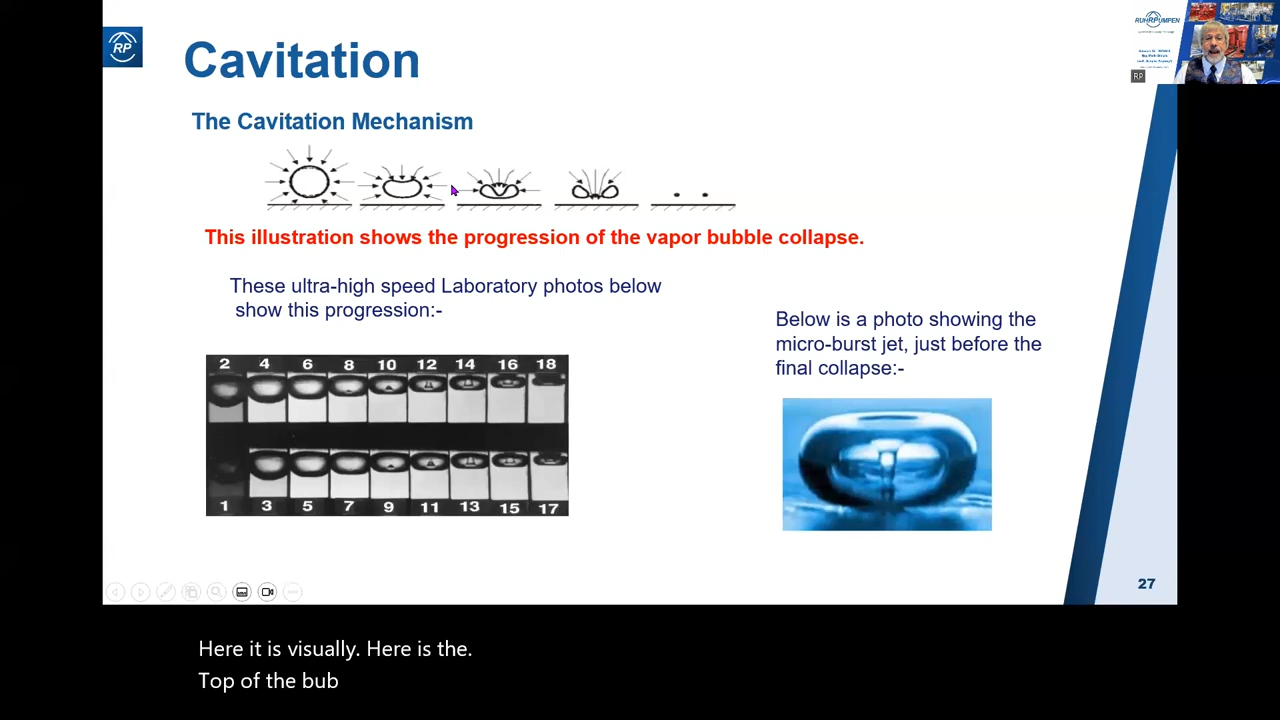 RP
Cavitation
RUHRPUMPEN
RP
The Cavitation Mechanism
This illustration shows the progression of the vapor bubble collapse.
These ultra-high speed Laboratory photos below
show this progression:-
Below is a photo showing the
micro-burst jet, just before the
final collapse:-
2 4 6 8 10 12 14 16 18
1 3 5 7 9 11 13 15 17
27
Here it is visually. Here is the.
Top of the bub